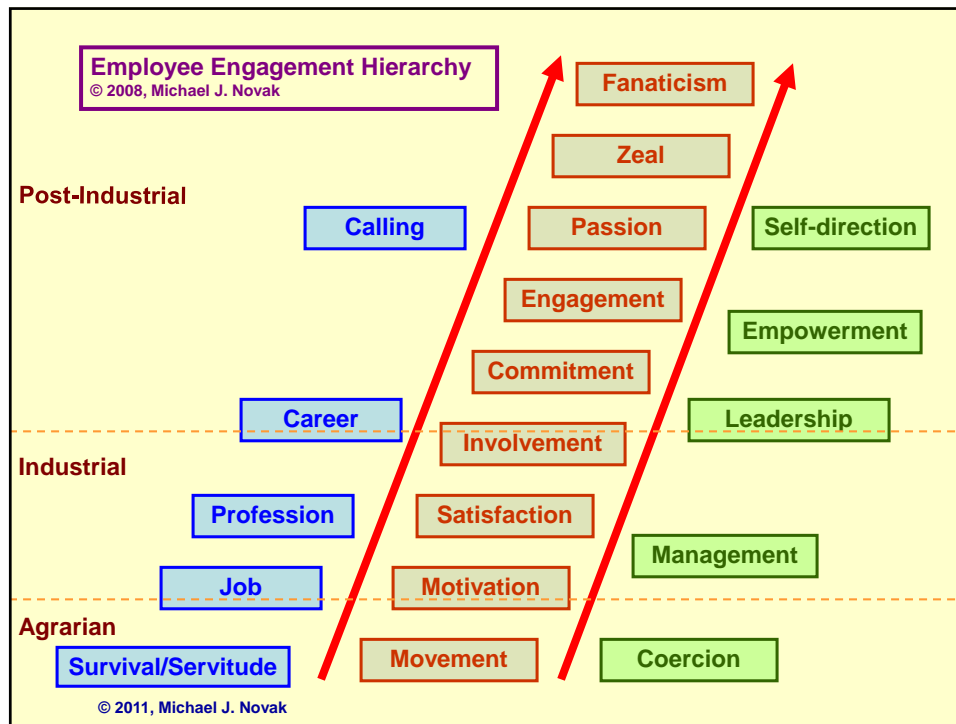 Employee Engagement Hierarchy
© 2008, Michael J. Novak
Fanaticism
Zeal
Post-Industrial
Calling
Passion
Self-direction
Engagement
Empowerment
Commitment
Career
Leadership
Involvement
Industrial
Profession
Satisfaction
Management
Job
Motivation
Agrarian
Survival/Servitude
Movement
Coercion
© 2011, Michael J. Novak